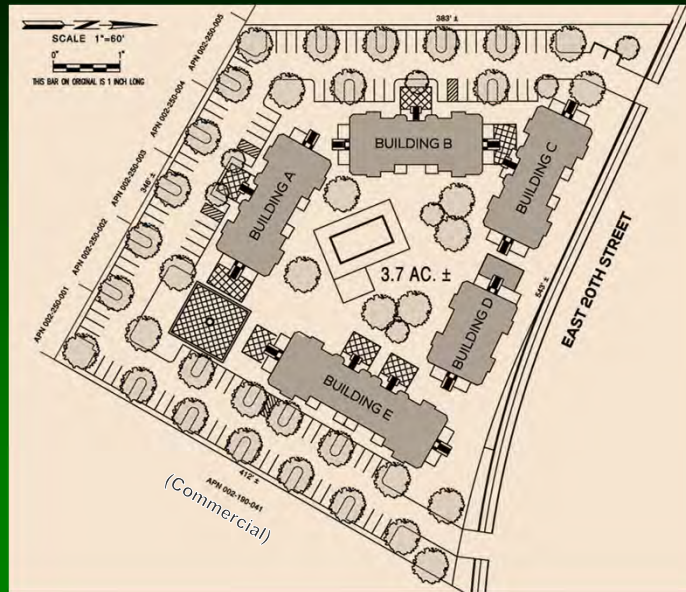 383' ±
SCALE 1"=60'
0" 1"
THIS BAR ON ORIGINAL IS 1 INCH LONG
APN 002-250-005
APN 002-250-004
APN 002-250-003
346' ±
APN 002-250-002
APN 002-250-001
BUILDING A
BUILDING B
BUILDING C
3.7 AC. ±
BUILDING D
543' ±
EAST 20TH STREET
BUILDING E
412' ±
APN 002-190-041
(Commercial)